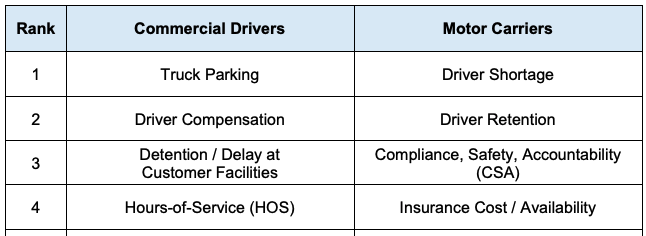 Rank Commercial Drivers Motor Carriers
1 Truck Parking Driver Shortage
2 Driver Compensation Driver Retention
3 Detention / Delay at Customer Facilities Compliance, Safety, Accountability (CSA)
4 Hours-of-Service (HOS) Insurance Cost / Availability